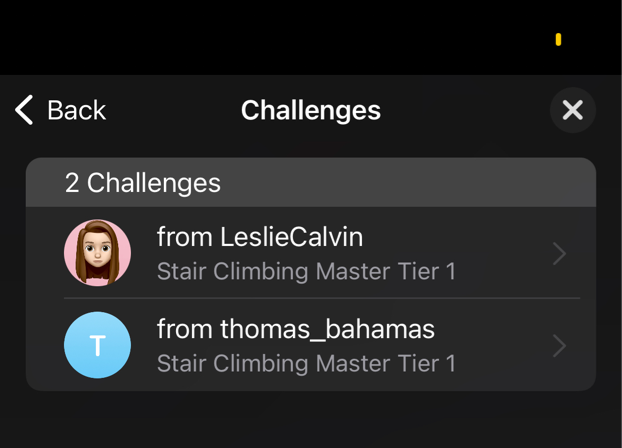 Back
Challenges
2 Challenges
from LeslieCalvin
Stair Climbing Master Tier 1
T
from thomas_bahamas
Stair Climbing Master Tier 1